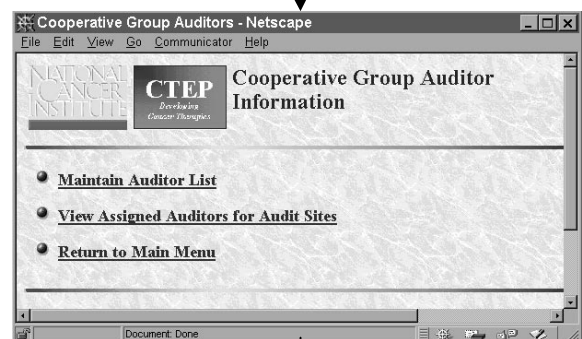 Cooperative Group Auditors - Netscape
File Edit View Go Communicator Help
NATIONAL
CANCER
INSTITUTE
CTEP
Developing
Cancer Therapies
Cooperative Group Auditor
Information
Maintain Auditor List
View Assigned Auditors for Audit Sites
Return to Main Menu
Document: Done